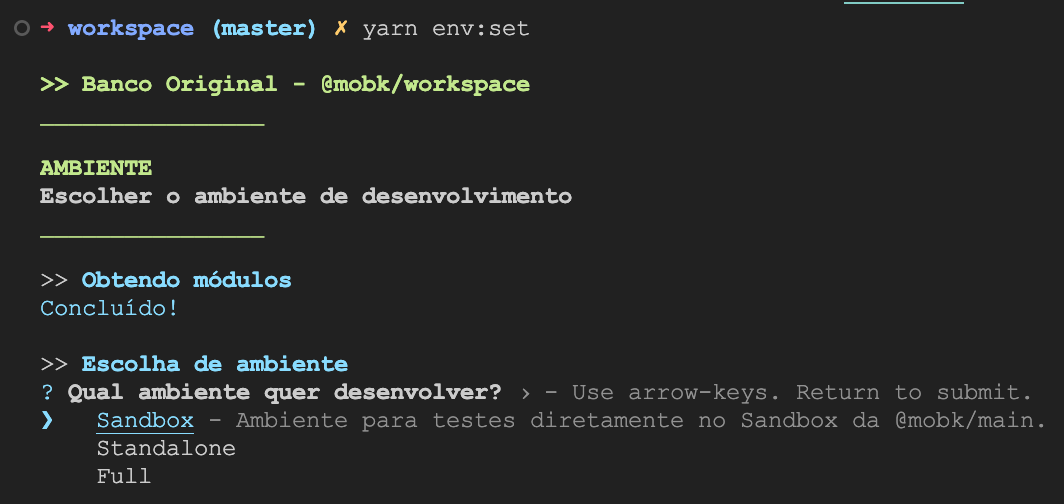 ➜ workspace (master) ✗ yarn env:set
>> Banco Original - @mobk/workspace
AMBIENTE
Escolher o ambiente de desenvolvimento
>> Obtendo módulos
Concluído!
>> Escolha de ambiente
? Qual ambiente quer desenvolver? › - Use arrow-keys. Return to submit.
❯ Sandbox - Ambiente para testes diretamente no Sandbox da @mobk/main.
Standalone
Full